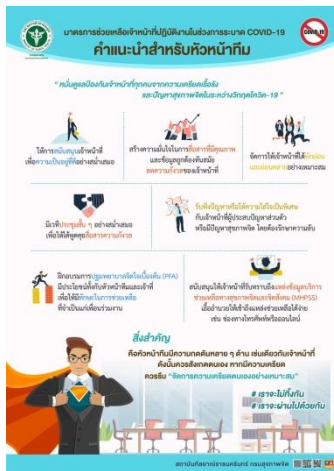 มาตรการช่วยเหลือเจ้าหน้าที่ปฏิบัติงานในช่วงการระบาด COVID-19
คำแนะนำสำหรับหัวหน้าทีม
COVID-19
" หมั่นดูแลป้องกันเจ้าหน้าที่ทุกคนจากความเครียดเรื้อรัง
และปัญหาสุขภาพจิตในระหว่างวิกฤตโควิด-19 "
ให้การสนับสนุนเจ้าหน้าที่
เพื่อความเป็นอยู่ที่ดีอย่างสม่ำเสมอ
สร้างความมั่นใจในการสื่อสารที่มีคุณภาพ
และข้อมูลถูกต้องทันสมัย
ลดความกังวลของเจ้าหน้าที่
จัดการให้เจ้าหน้าที่ได้พักผ่อน
และผ่อนคลายอย่างเหมาะสม
มีเวทีประชุมสั้น ๆ อย่างสม่ำเสมอ
เพื่อให้ได้พูดคุยสื่อสารความกังวล
รับฟังปัญหาหรือให้ความใส่ใจเป็นพิเศษ
กับเจ้าหน้าที่ผู้ประสบปัญหาส่วนตัว
หรือมีปัญหาสุขภาพจิต โดยต้องรักษาความลับ
ฝึกอบรมการปฐมพยาบาลจิตใจเบื้องต้น (PFA)
มีประโยชน์ทั้งกับหัวหน้าทีมและเจ้าที่
เพื่อให้มีทักษะในการช่วยเหลือ
ที่จำเป็นแก่เพื่อนร่วมงาน
สนับสนุนให้เจ้าหน้าที่รับทราบถึงแหล่งข้อมูลบริการ
ช่วยเหลือทางสุขภาพจิตและจิตสังคม (MHPSS)
เอื้ออำนวยให้เข้าถึงแหล่งช่วยเหลือได้ง่าย
เช่น ช่องทางโทรศัพท์หรือออนไลน์
สิ่งสำคัญ
คือหัวหน้าทีมมีความกดดันหลาย ๆ ด้าน เช่นเดียวกับเจ้าหน้าที่
ดังนั้นควรสังเกตตนเอง หากมีความเครียด
ควรรีบ "จัดการความเครียดตนเองอย่างเหมาะสม"
# เราจะไม่ทิ้งกัน
# เราจะผ่านไปด้วยกัน
สถาบันกัลยาณ์ราชนครินทร์ กรมสุขภาพจิต